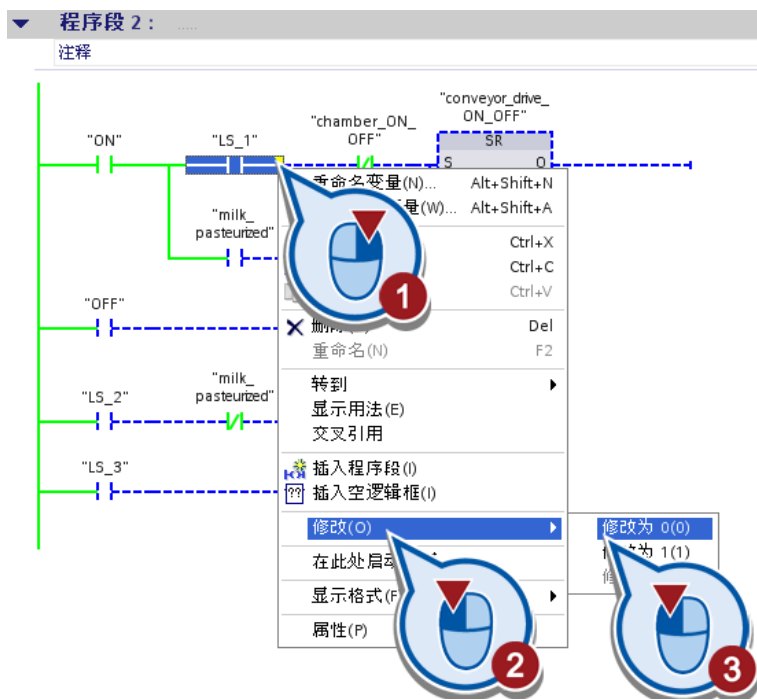 程序段 2： .....
注释
"conveyor_drive_
ON_OFF"
"chamber_ON_
OFF"
"ON"
"LS_1"
SR
S
Q
重命名变量(N)... Alt+Shift+N
量(W)... Alt+Shift+A
"milk_
pasteurized"
Ctrl+X
Ctrl+C
Ctrl+V
1
"OFF"
删除 Del
重命名(N) F2
"milk_
pasteurized"
"LS_2"
转到
显示用法(E)
交叉引用
"LS_3"
插入程序段(I)
?? 插入空逻辑框(I)
修改(O)
修改为 0(0)
为 1(1)
在此处启动
显示格式(F
属性(P)
2
3